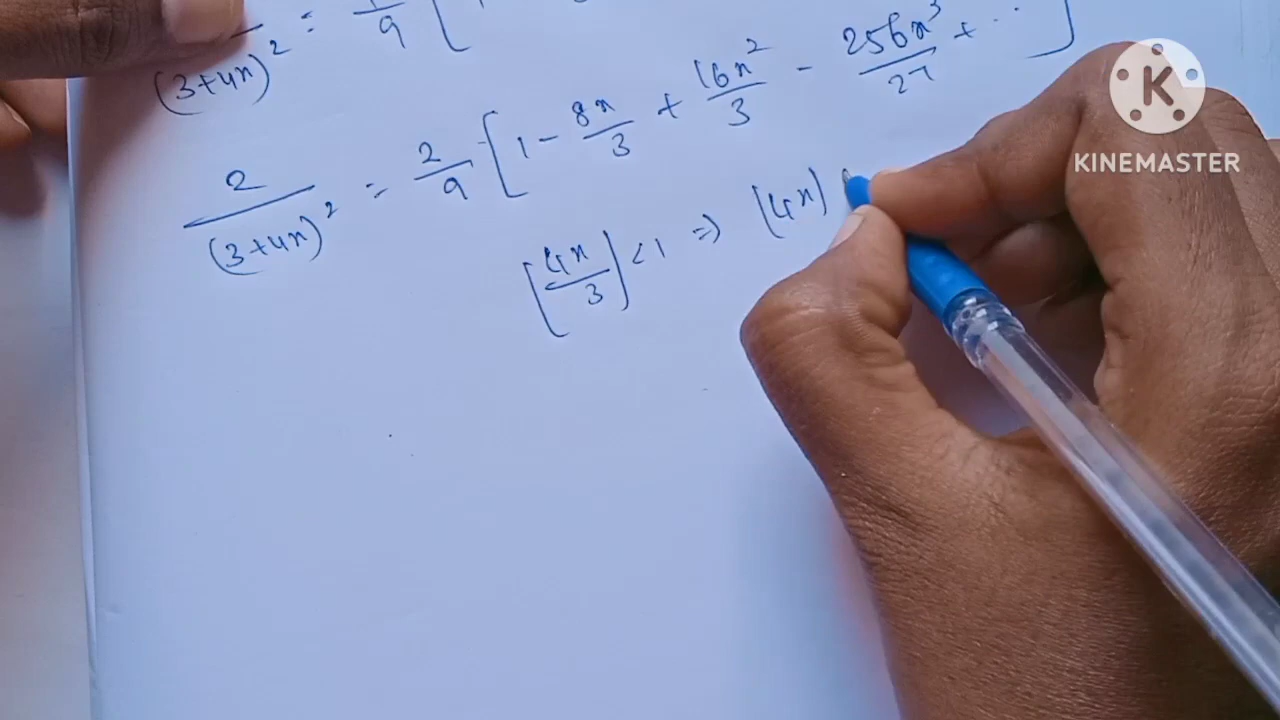 (3+4x)² = 1/9 [1
2/(3+4x)² = 2/9 [1 - 8x/3 + 16x²/3 - 256x³/27 + ...]
[4x/3] < 1 => |4x|
K
KINEMASTER